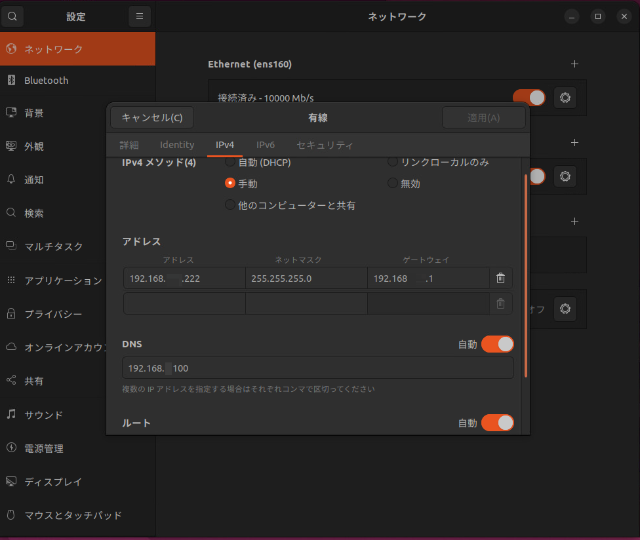 設定
ネットワーク
ネットワーク
Bluetooth
背景
外観
通知
検索
マルチタスク
アプリケーション
プライバシー
オンラインアカウ
共有
サウンド
電源管理
ディスプレイ
マウスとタッチパッド
Ethernet (ens160)
接続済み - 10000 Mb/s
オフ
キャンセル(C)
有線
適用(A)
詳細 Identity IPv4 IPv6 セキュリティ
IPv4 メソッド(4)
自動 (DHCP)
リンクローカルのみ
手動
無効
他のコンピューターと共有
アドレス
アドレス ネットマスク ゲートウェイ
192.168. .222 255.255.255.0 192.168 .1
DNS
自動
192.168. 100
複数の IP アドレスを指定する場合はそれぞれコンマで区切ってください
ルート
自動